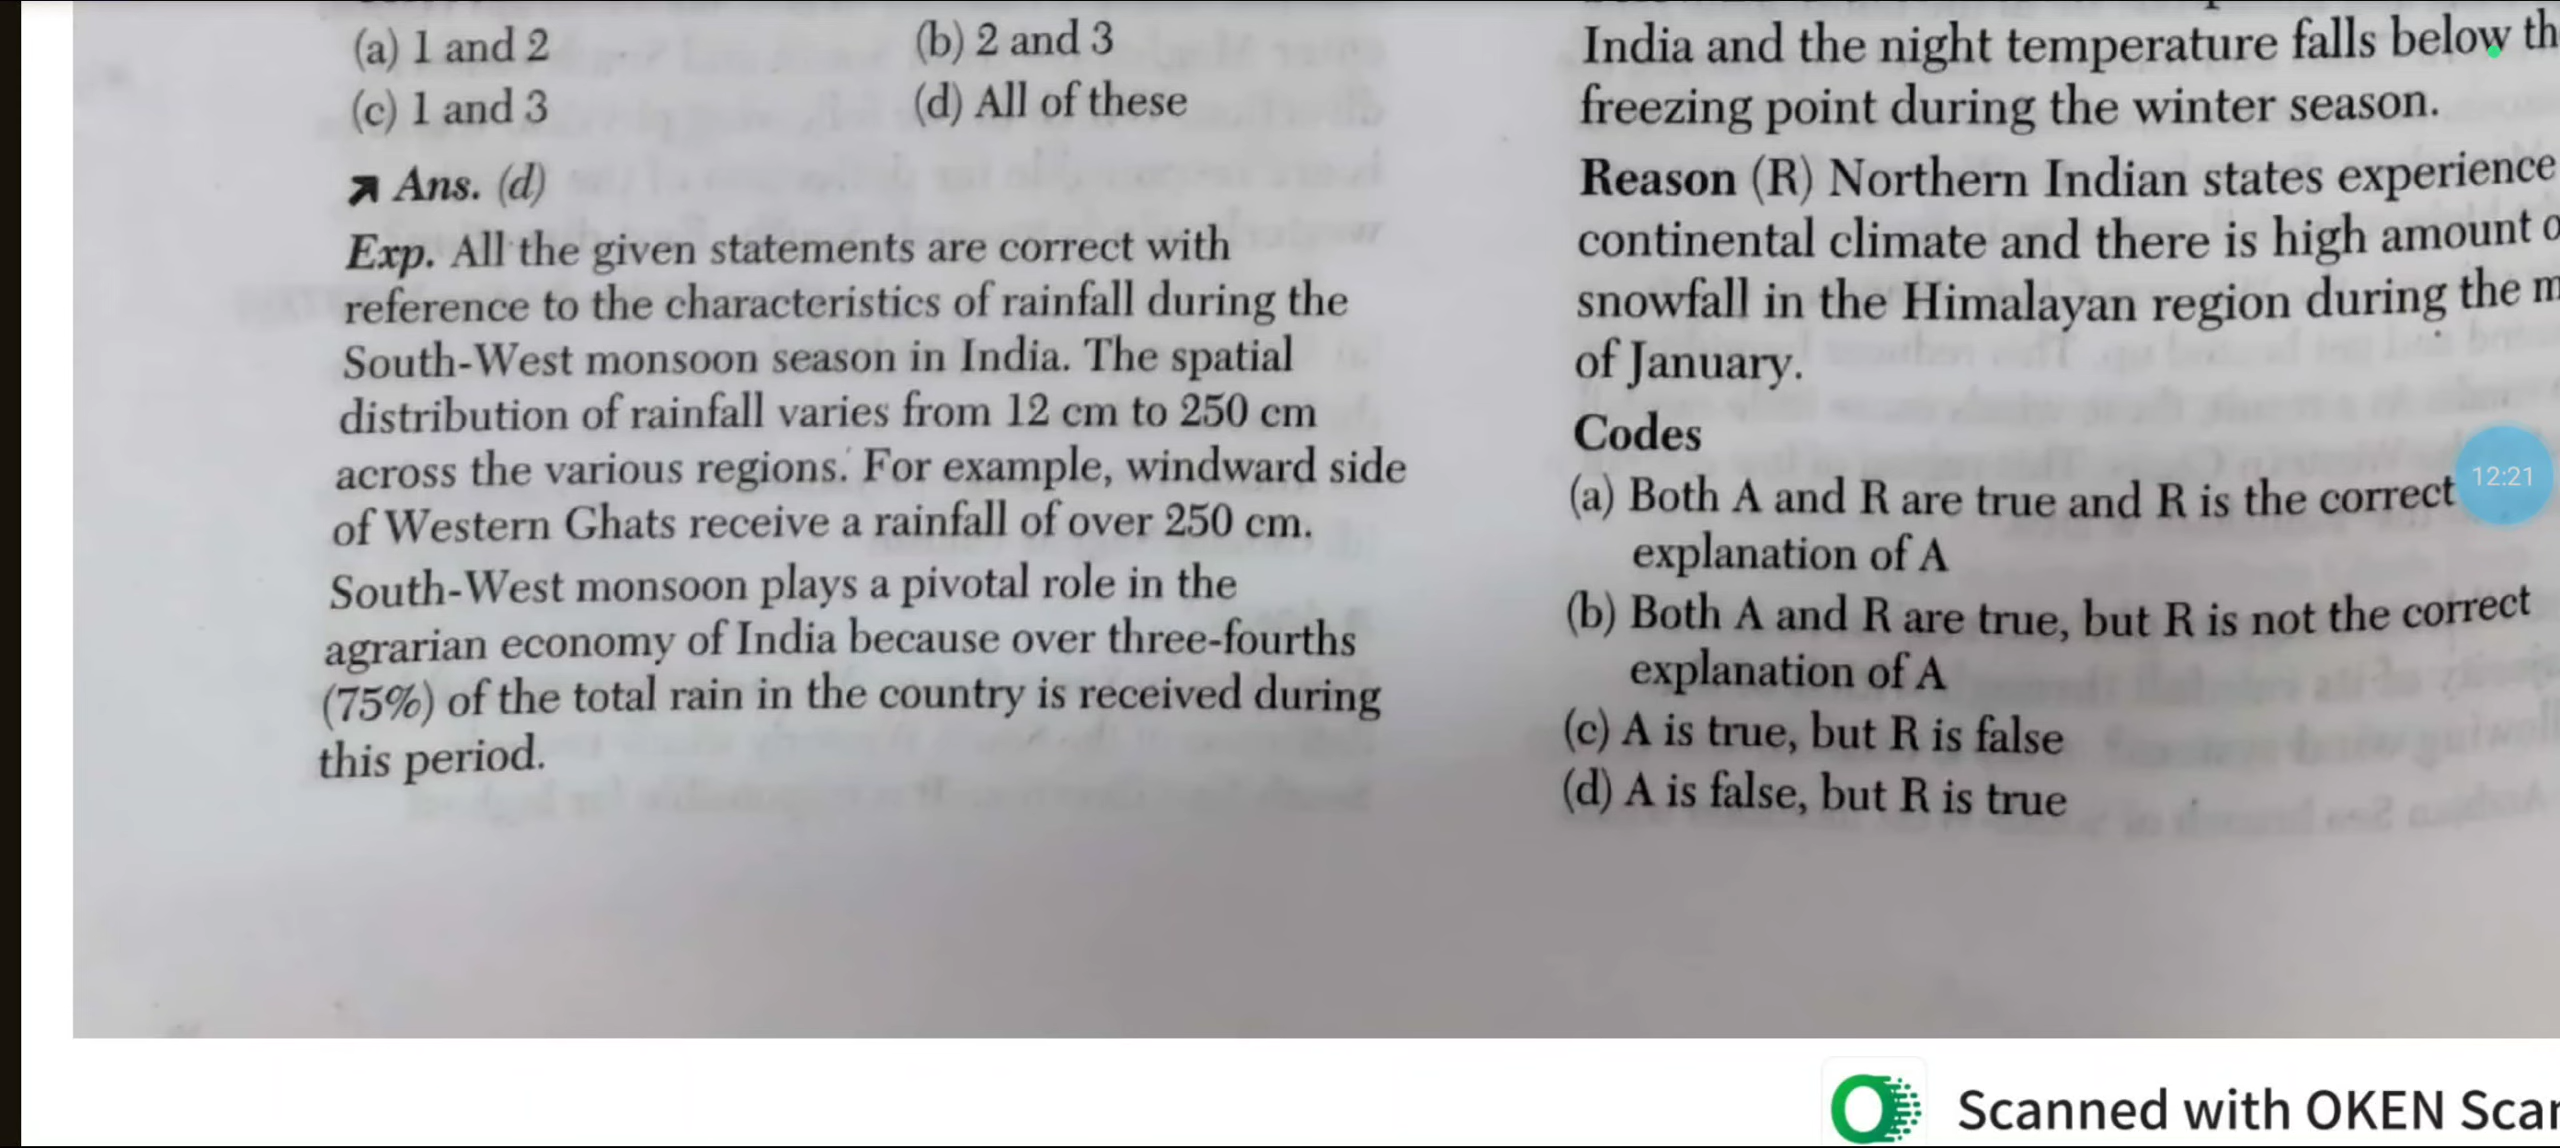 (a) 1 and 2
(b) 2 and 3
(c) 1 and 3
(d) All of these
Ans. (d)
Exp. All the given statements are correct with
reference to the characteristics of rainfall during the
South-West monsoon season in India. The spatial
distribution of rainfall varies from 12 cm to 250 cm
across the various regions. For example, windward side
of Western Ghats receive a rainfall of over 250 cm.
South-West monsoon plays a pivotal role in the
agrarian economy of India because over three-fourths
(75%) of the total rain in the country is received during
this period.
India and the night temperature falls below
freezing point during the winter season.
Reason (R) Northern Indian states experience
continental climate and there is high amount
snowfall in the Himalayan region during the
of January.
Codes
(a) Both A and R are true and R is the correct
explanation of A
(b) Both A and R are true, but R is not the correct
explanation of A
(c) A is true, but R is false
(d) A is false, but R is true
12:21
Scanned with OKEN